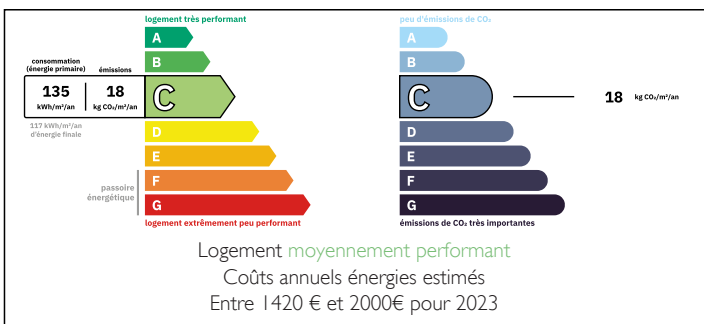 logement très performant
A
B
consommation
(énergie primaire)
émissions
135
kWh/m²/an
18
kg CO₂/m²/an
C
117 kWh/m²/an
d'énergie finale
D
E
passoire
énergétique
F
G
logement extrêmement peu performant
peu d'émissions de CO₂
A
B
C
18 kg CO₂/m²/an
D
E
F
G
émissions de CO₂ très importantes
Logement moyennement performant
Coûts annuels énergies estimés
Entre 1420 € et 2000€ pour 2023